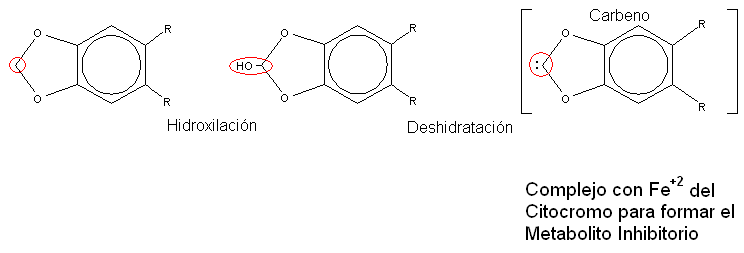 Carbeno
O
R
O
R
HO
O
R
O
R
:
O
R
O
R
Hidroxilación
Deshidratación
Complejo con Fe+2 del
Citocromo para formar el
Metabolito Inhibitorio